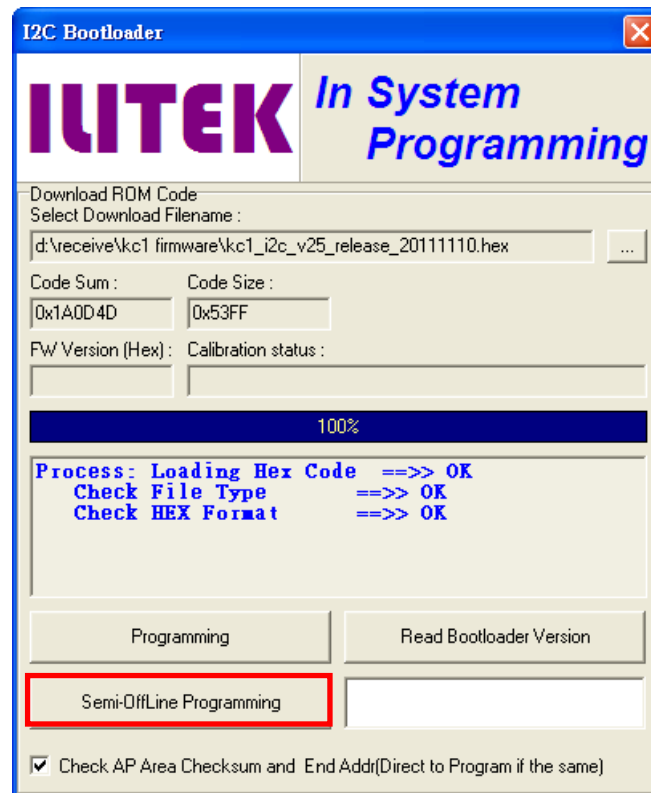 I2C Bootloader
ILITEK
In System
Programming
Download ROM Code
Select Download Filename :
d:\receive\kc1 firmware\kc1_i2c_v25_release_20111110.hex
...
Code Sum : Code Size :
0x1A0D4D 0x53FF
FW Version (Hex) : Calibration status :
100%
Process: Loading Hex Code ==>> OK
Check File Type ==>> OK
Check HEX Format ==>> OK
Programming Read Bootloader Version
Semi-OffLine Programming
Check AP Area Checksum and End Addr(Direct to Program if the same)